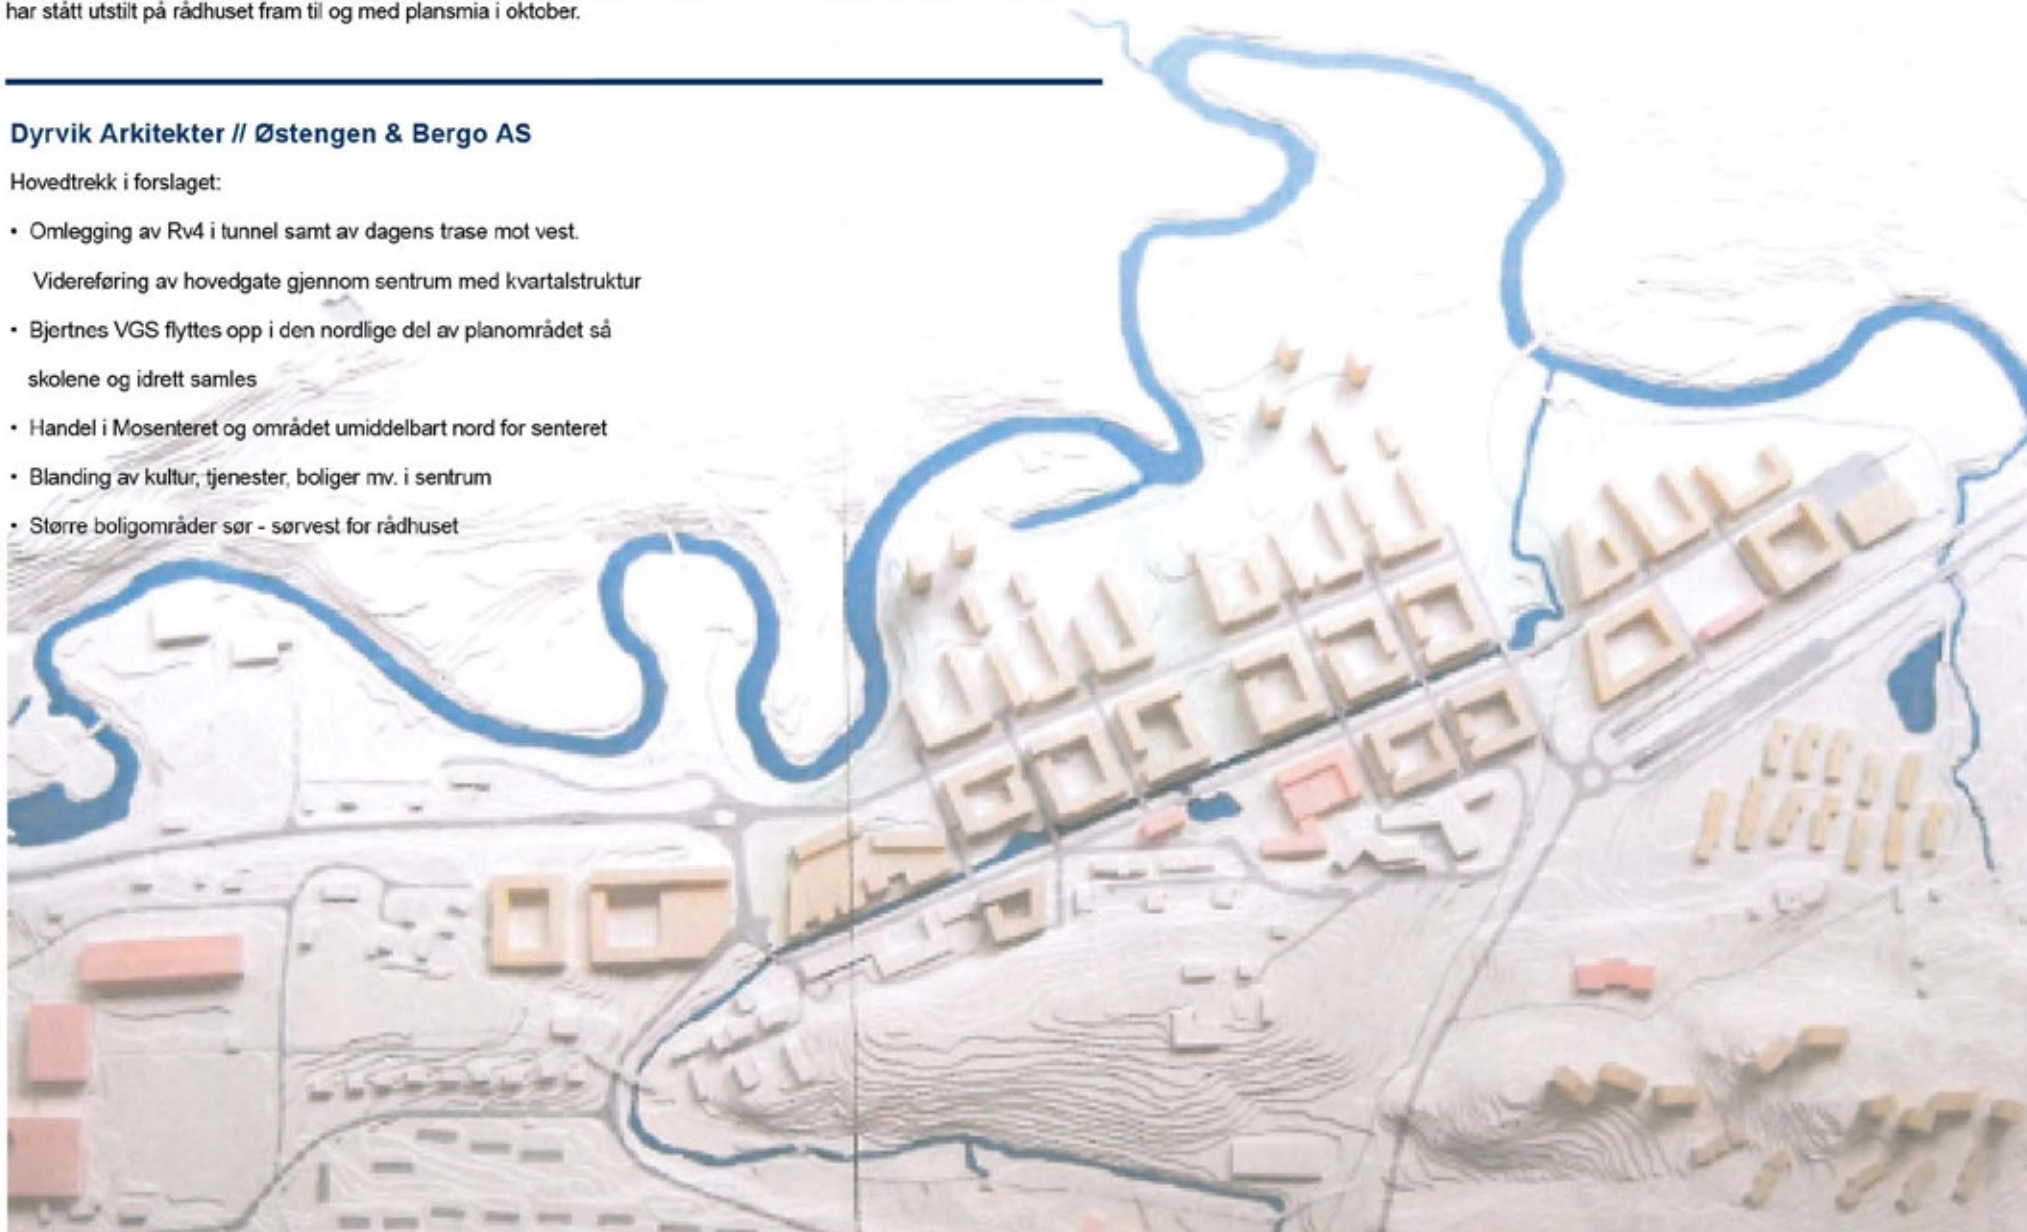 har stått utstilt på rådhuset fram til og med plansmia i oktober.
Dyrvik Arkitekter // Østengen & Bergo AS
Hovedtrekk i forslaget:
• Omlegging av Rv4 i tunnel samt av dagens trase mot vest.
Videreføring av hovedgate gjennom sentrum med kvartalstruktur
• Bjertnes VGS flyttes opp i den nordlige del av planområdet så
skolene og idrett samles
• Handel i Mosenteret og området umiddelbart nord for senteret
• Blanding av kultur, tjenester, boliger mv. i sentrum
• Større boligområder sør - sørvest for rådhuset